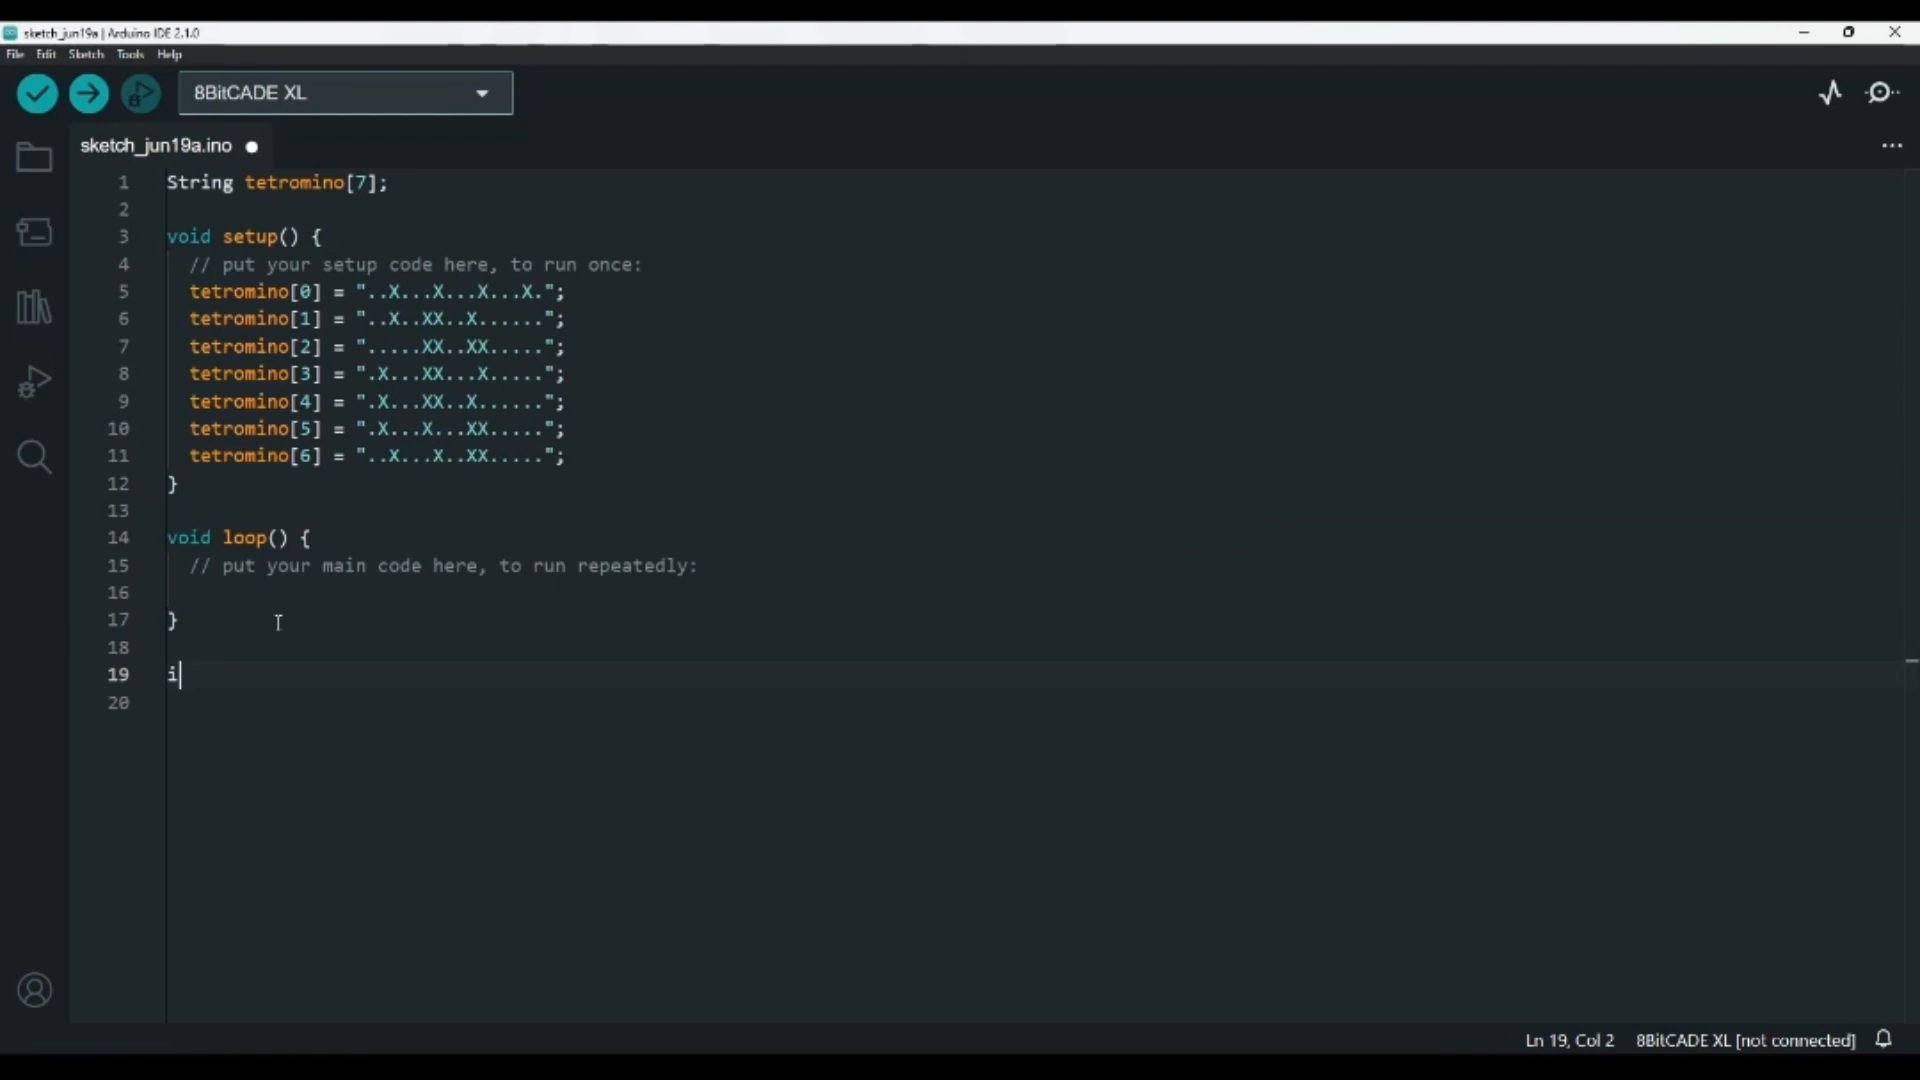 sketch_jun19a | Arduino IDE 2.1.0
File Edit Sketch Tools Help
8BitCADE XL
sketch_jun19a.ino
1 String tetromino[7];
2
3 void setup() {
4 // put your setup code here, to run once:
5 tetromino[0] = "..X...X...X...X.";
6 tetromino[1] = "..X..XX..X......";
7 tetromino[2] = ".....XX..XX.....";
8 tetromino[3] = ".X...XX...X.....";
9 tetromino[4] = ".X...XX..X......";
10 tetromino[5] = ".X...X...XX.....";
11 tetromino[6] = "..X...X..XX.....";
12 }
13
14 void loop() {
15 // put your main code here, to run repeatedly:
16
17 }
18
19 i
20
Ln 19, Col 2 8BitCADE XL [not connected]